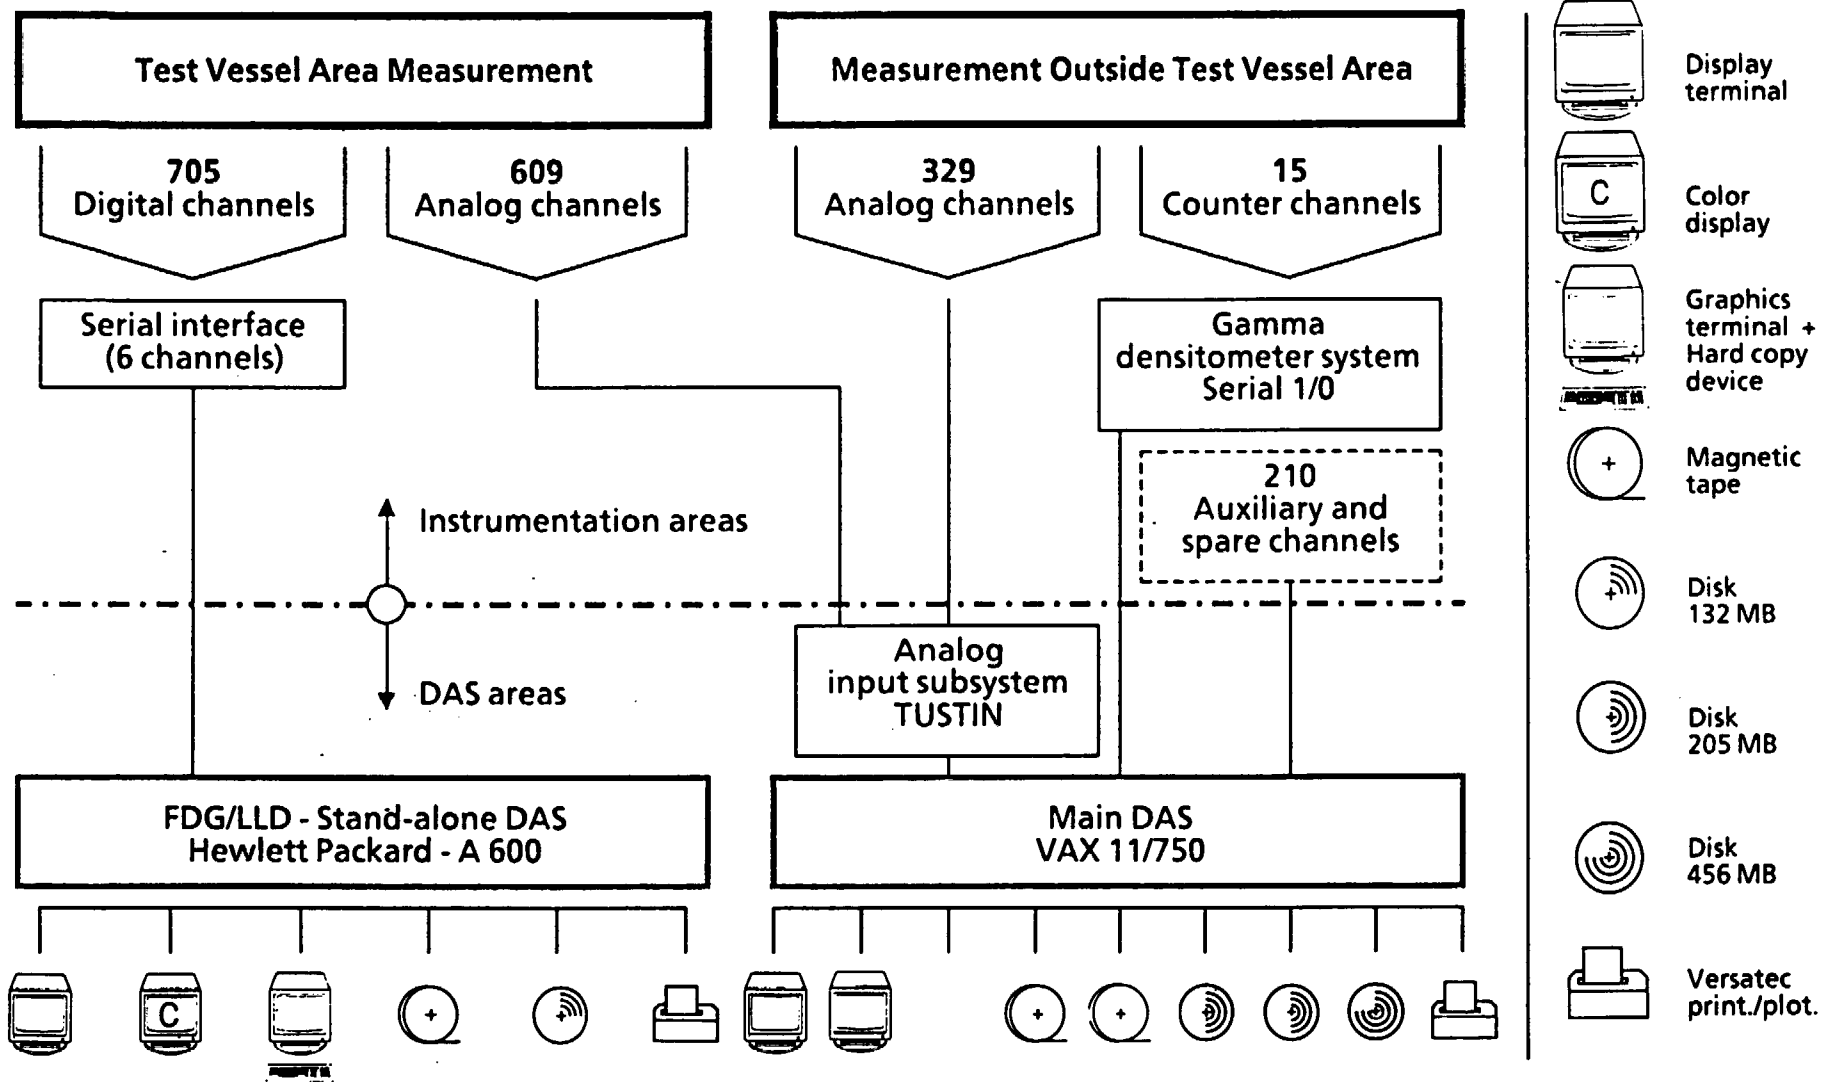 Test Vessel Area Measurement
Measurement Outside Test Vessel Area
705
Digital channels
609
Analog channels
329
Analog channels
15
Counter channels
Serial interface
(6 channels)
Gamma
densitometer system
Serial 1/0
210
Auxiliary and
spare channels
Instrumentation areas
DAS areas
Analog
input subsystem
TUSTIN
FDG/LLD - Stand-alone DAS
Hewlett Packard - A 600
Main DAS
VAX 11/750
C
Display
terminal
C
Color
display
Graphics
terminal +
Hard copy
device
Magnetic
tape
Disk
132 MB
Disk
205 MB
Disk
456 MB
Versatec
print./plot.